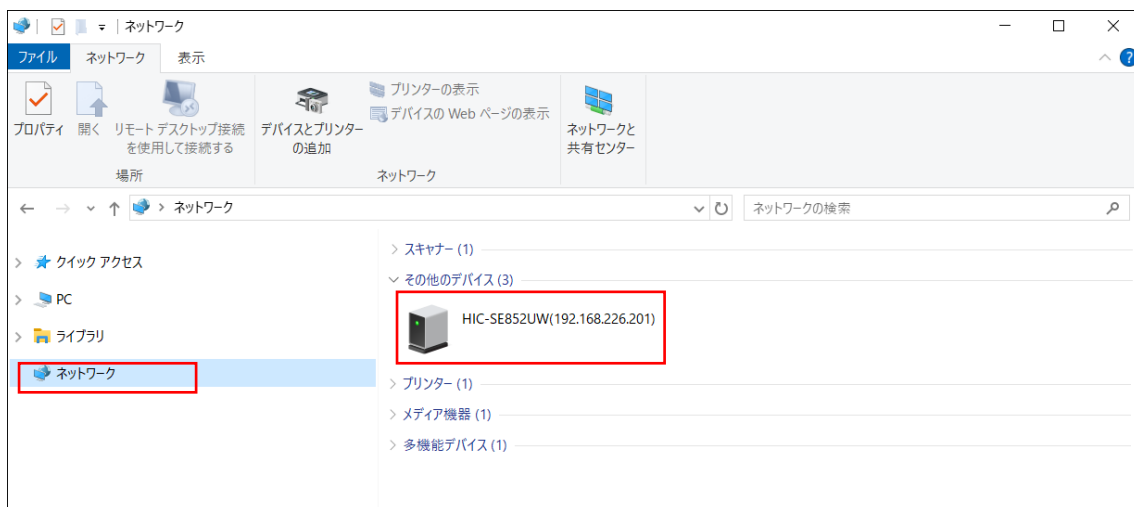 ネットワーク
ファイル ネットワーク 表示
プロパティ 開く リモート デスクトップ接続
を使用して接続する
デバイスとプリンター
の追加
プリンターの表示
デバイスの Web ページの表示
ネットワークと
共有センター
場所 ネットワーク
ネットワーク ネットワークの検索
クイック アクセス
PC
ライブラリ
ネットワーク
スキャナー (1)
その他のデバイス (3)
HIC-SE852UW(192.168.226.201)
プリンター (1)
メディア機器 (1)
多機能デバイス (1)